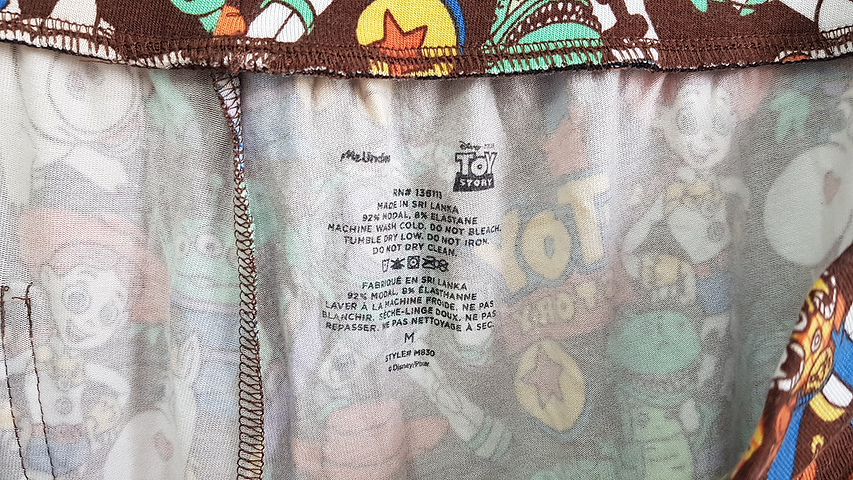 MeUndies
Disney·PIXAR
TOY
STORY
RN# 136111
MADE IN SRI LANKA
92% MODAL, 8% ELASTANE
MACHINE WASH COLD. DO NOT BLEACH.
TUMBLE DRY LOW. DO NOT IRON.
DO NOT DRY CLEAN.
FABRIQUÉ EN SRI LANKA
92% MODAL, 8% ÉLASTHANNE
LAVER À LA MACHINE FROIDE. NE PAS
BLANCHIR. SÈCHE-LINGE DOUX. NE PAS
REPASSER. NE PAS NETTOYAGE À SEC.
M
STYLE# M830
© Disney/Pixar
TOY
STORY